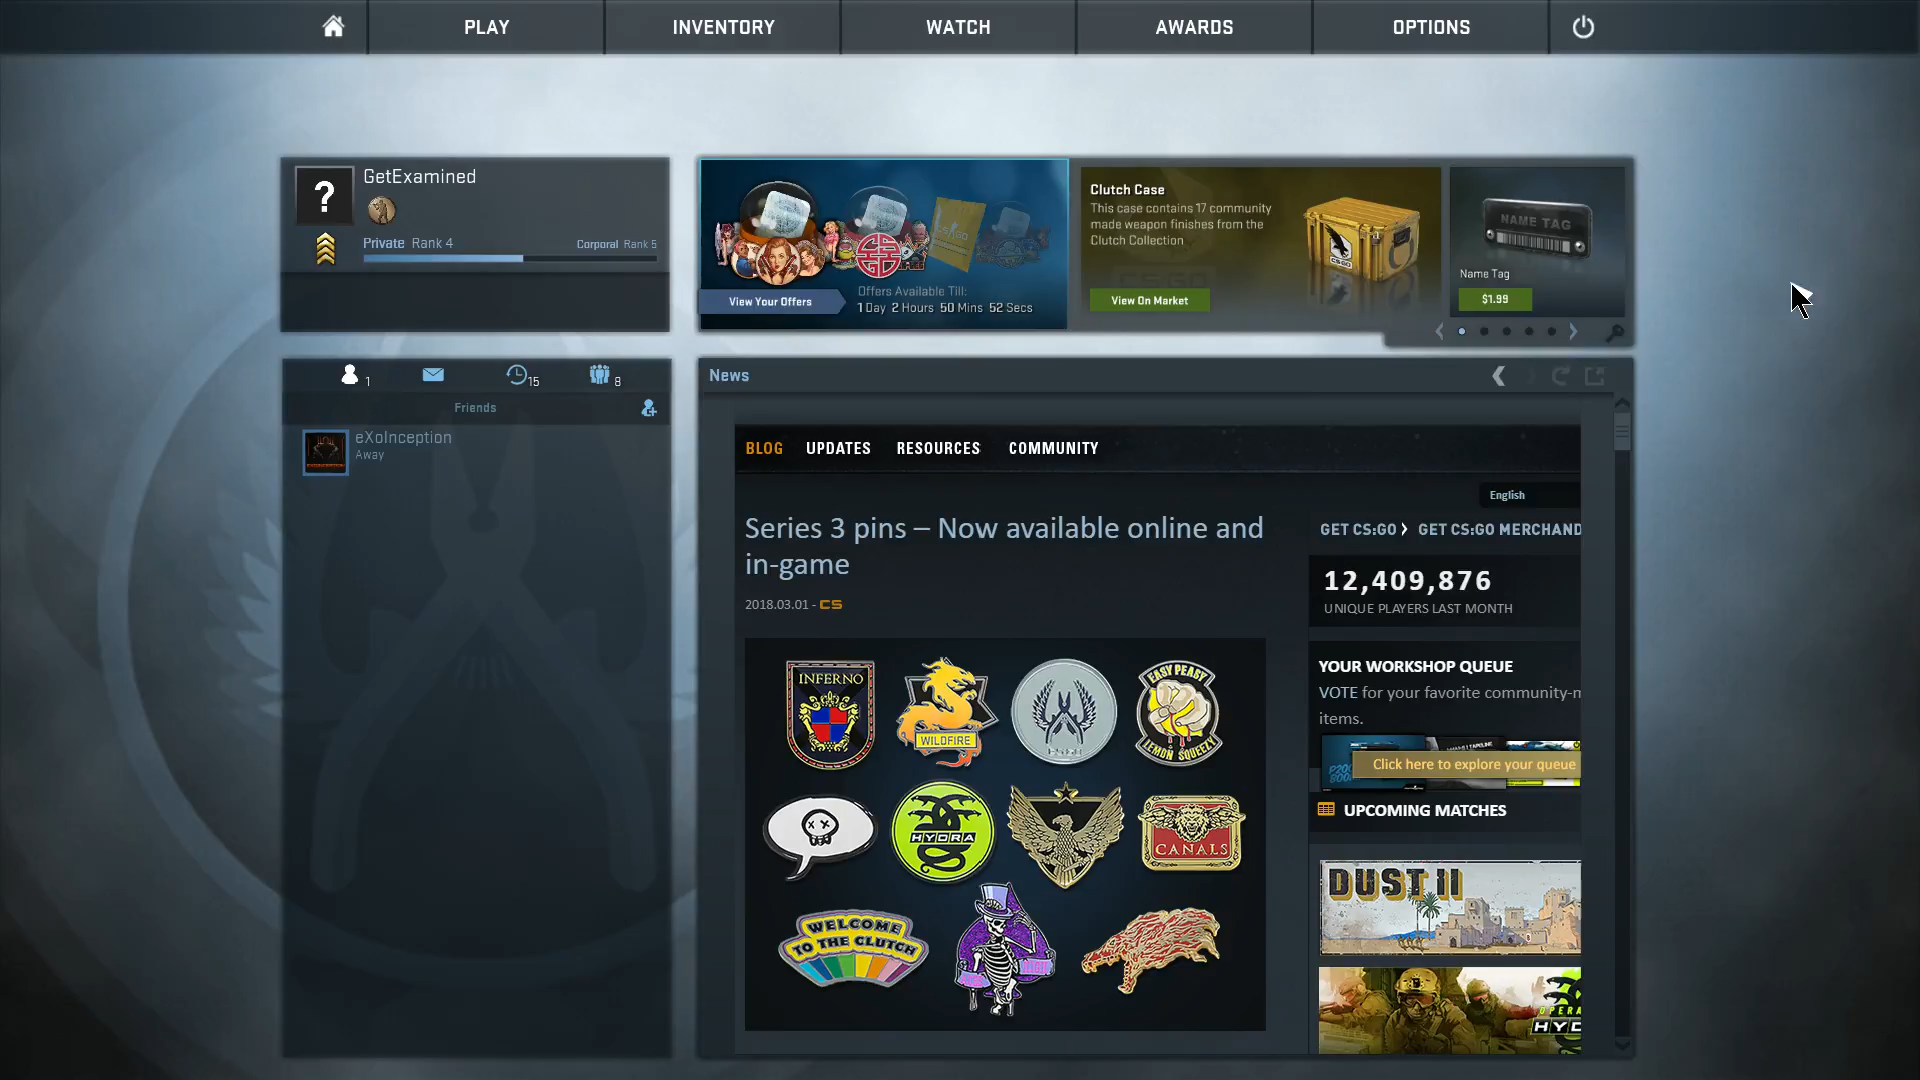 PLAY
INVENTORY
WATCH
AWARDS
OPTIONS
GetExamined
?
Private Rank 4
Corporal Rank 5
View Your Offers
Offers Available Till:
1 Day 2 Hours 50 Mins 52 Secs
Clutch Case
This case contains 17 community
made weapon finishes from the
Clutch Collection
View On Market
NAME TAG
Name Tag
$1.99
1
15
8
Friends
eXoInception
Away
News
BLOG
UPDATES
RESOURCES
COMMUNITY
English
Series 3 pins – Now available online and
in-game
2018.03.01 - CS
INFERNO
WILDFIRE
EASY PEASY
LEMON SQUEEZY
HYDRA
CANALS
WELCOME
TO THE CLUTCH
GET CS:GO
GET CS:GO MERCHAND
12,409,876
UNIQUE PLAYERS LAST MONTH
YOUR WORKSHOP QUEUE
VOTE for your favorite community-m
items.
Click here to explore your queue
UPCOMING MATCHES
DUST II
OPERA
HYD